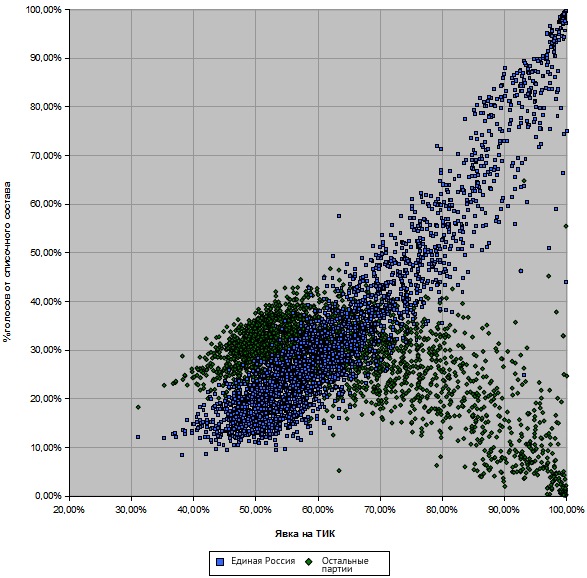 100,00%
90,00%
80,00%
70,00%
60,00%
50,00%
40,00%
30,00%
20,00%
10,00%
0,00%
%голосов от списочного состава
20,00% 30,00% 40,00% 50,00% 60,00% 70,00% 80,00% 90,00% 100,00%
Явка на ТИК
Единая Россия Остальные
партии